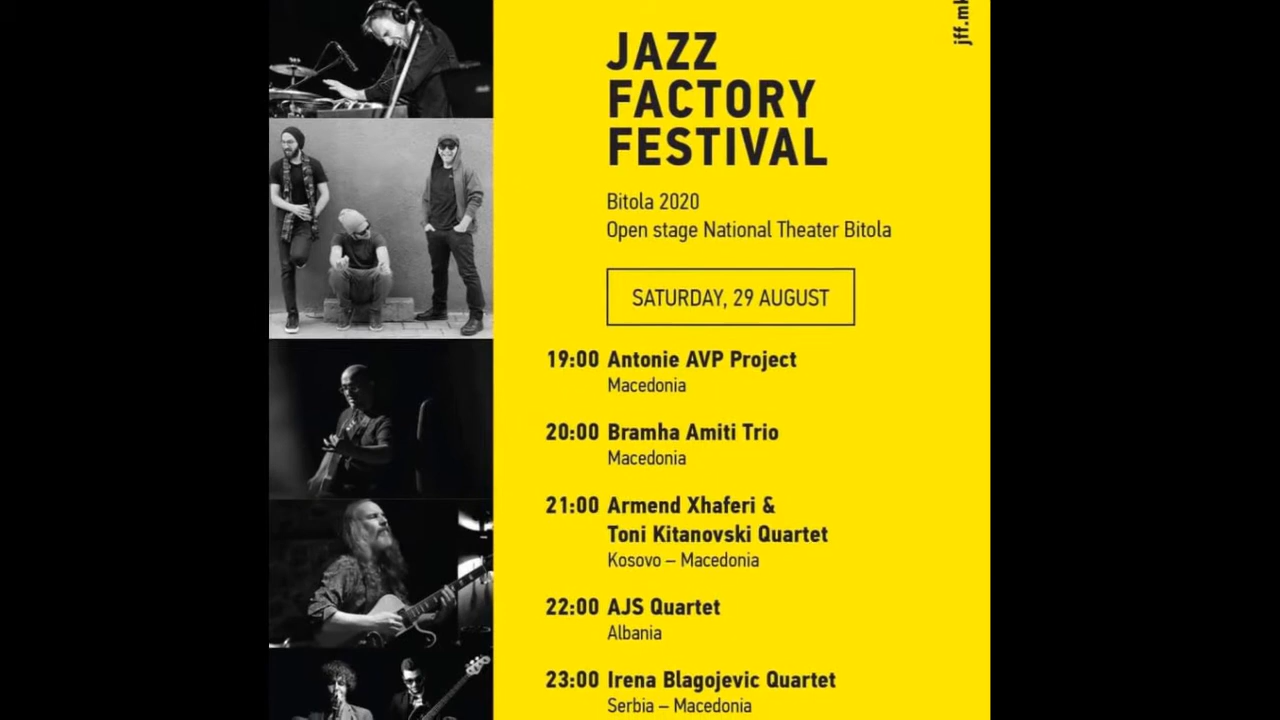 jff.mk
JAZZ
FACTORY
FESTIVAL
Bitola 2020
Open stage National Theater Bitola
SATURDAY, 29 AUGUST
19:00 Antonie AVP Project
Macedonia
20:00 Bramha Amiti Trio
Macedonia
21:00 Armend Xhaferi &
Toni Kitanovski Quartet
Kosovo – Macedonia
22:00 AJS Quartet
Albania
23:00 Irena Blagojevic Quartet
Serbia – Macedonia